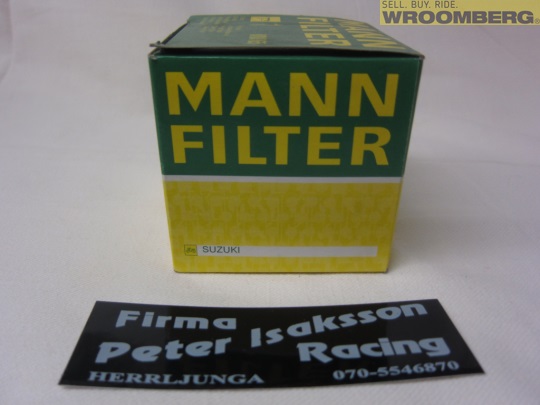 SELL. BUY. RIDE.
WROOMBERG
MANN
FILTER
SUZUKI
Firma
Peter Isaksson
Racing
HERRLJUNGA 070-5546870